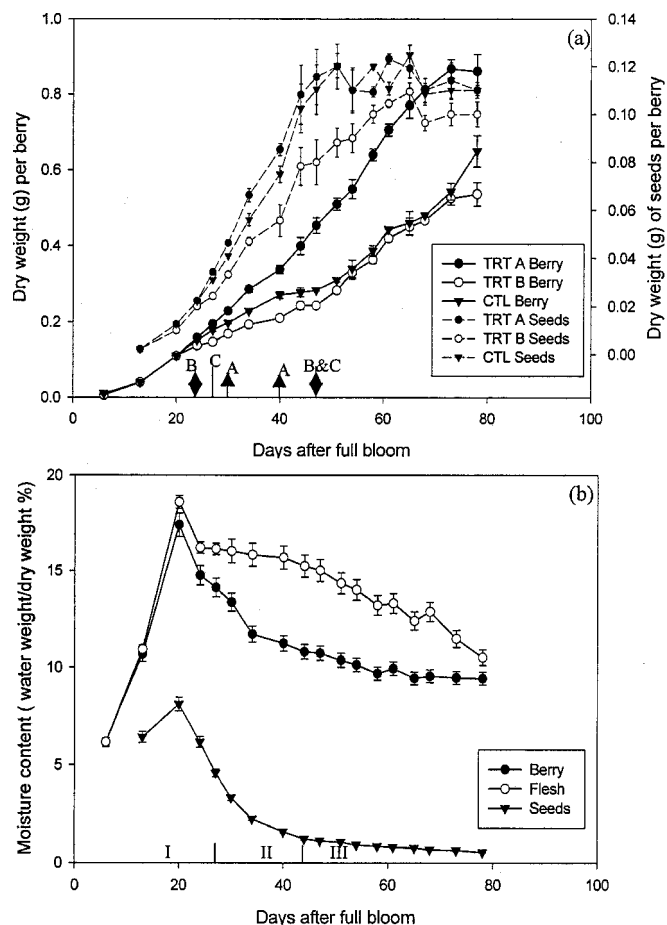 (a)
Dry weight (g) per berry
1.0
0.8
0.6
0.4
0.2
0.0
0.14
0.12
0.10
0.08
0.06
0.04
0.02
0.00
Dry weight (g) of seeds per berry
TRT A Berry
TRT B Berry
CTL Berry
TRT A Seeds
TRT B Seeds
CTL Seeds
B C A A B&C
0 20 40 60 80 100
Days after full bloom
(b)
Moisture content ( water weight/dry weight %)
20
15
10
5
0
Berry
Flesh
Seeds
I II III
0 20 40 60 80 100
Days after full bloom